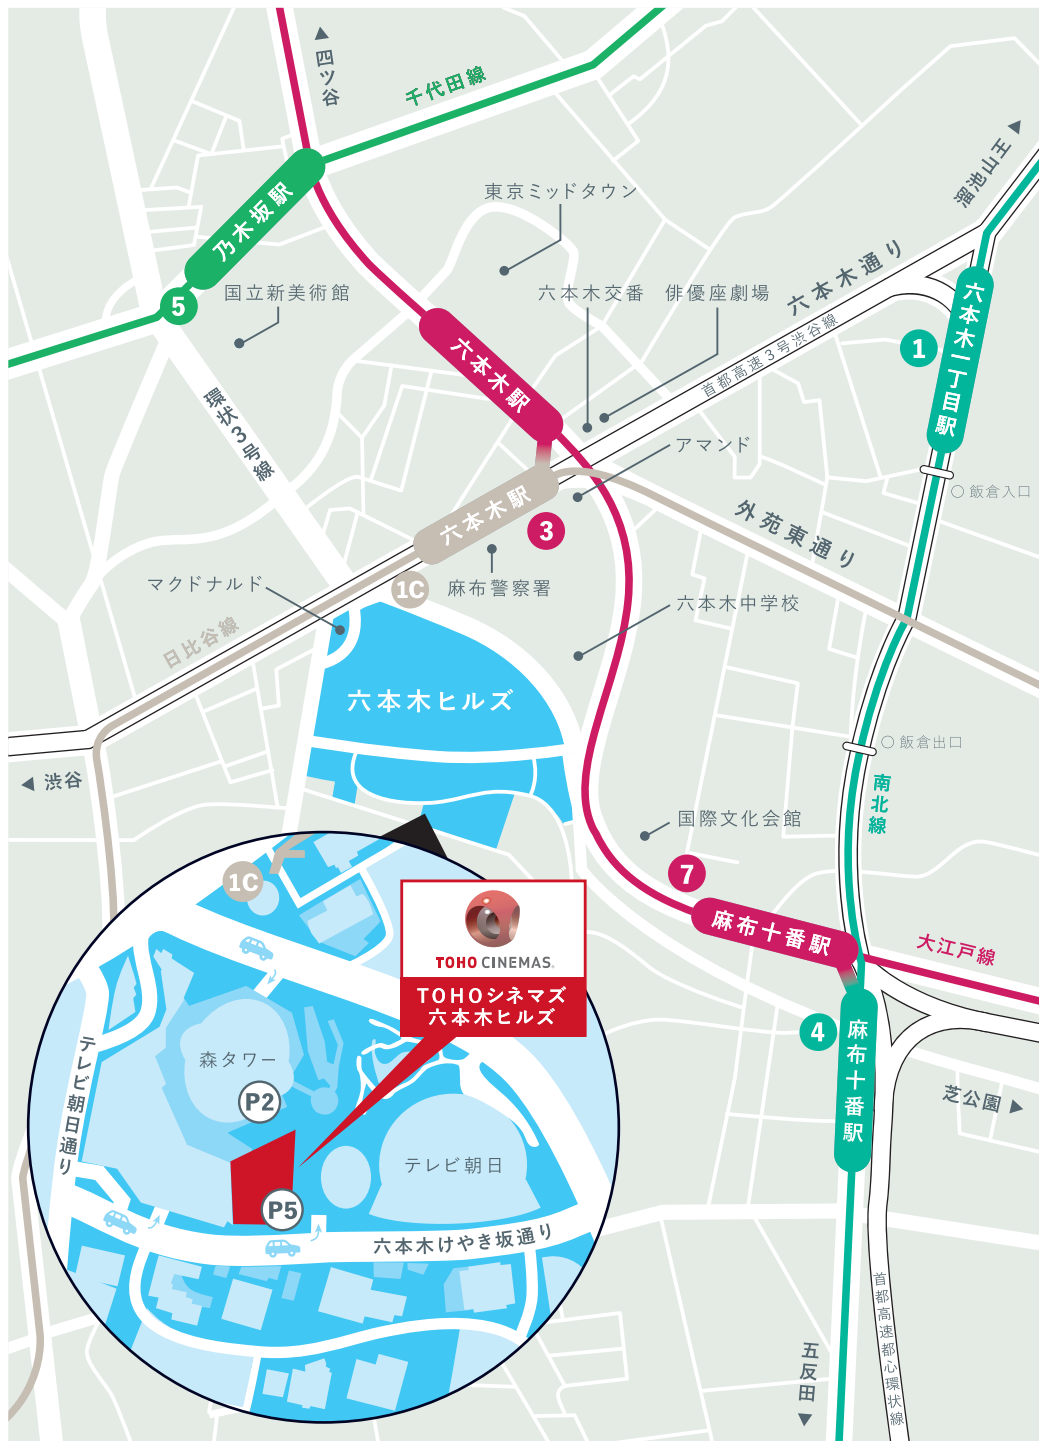 四ツ谷
千代田線
溜池山王
東京ミッドタウン
乃木坂駅
5
国立新美術館
六本木交番
俳優座劇場
六本木通り
首都高速3号渋谷線
六本木一丁目駅
1
六本木駅
環状3号線
アマンド
飯倉入口
六本木駅
3
外苑東通り
マクドナルド
1C
麻布警察署
六本木中学校
日比谷線
六本木ヒルズ
飯倉出口
渋谷
南北線
国際文化会館
7
麻布十番駅
大江戸線
1C
TOHO CINEMAS
TOHOシネマズ
六本木ヒルズ
4
麻布十番駅
芝公園
テレビ朝日通り
森タワー
P2
テレビ朝日
P5
六本木けやき坂通り
首都高速都心環状線
五反田